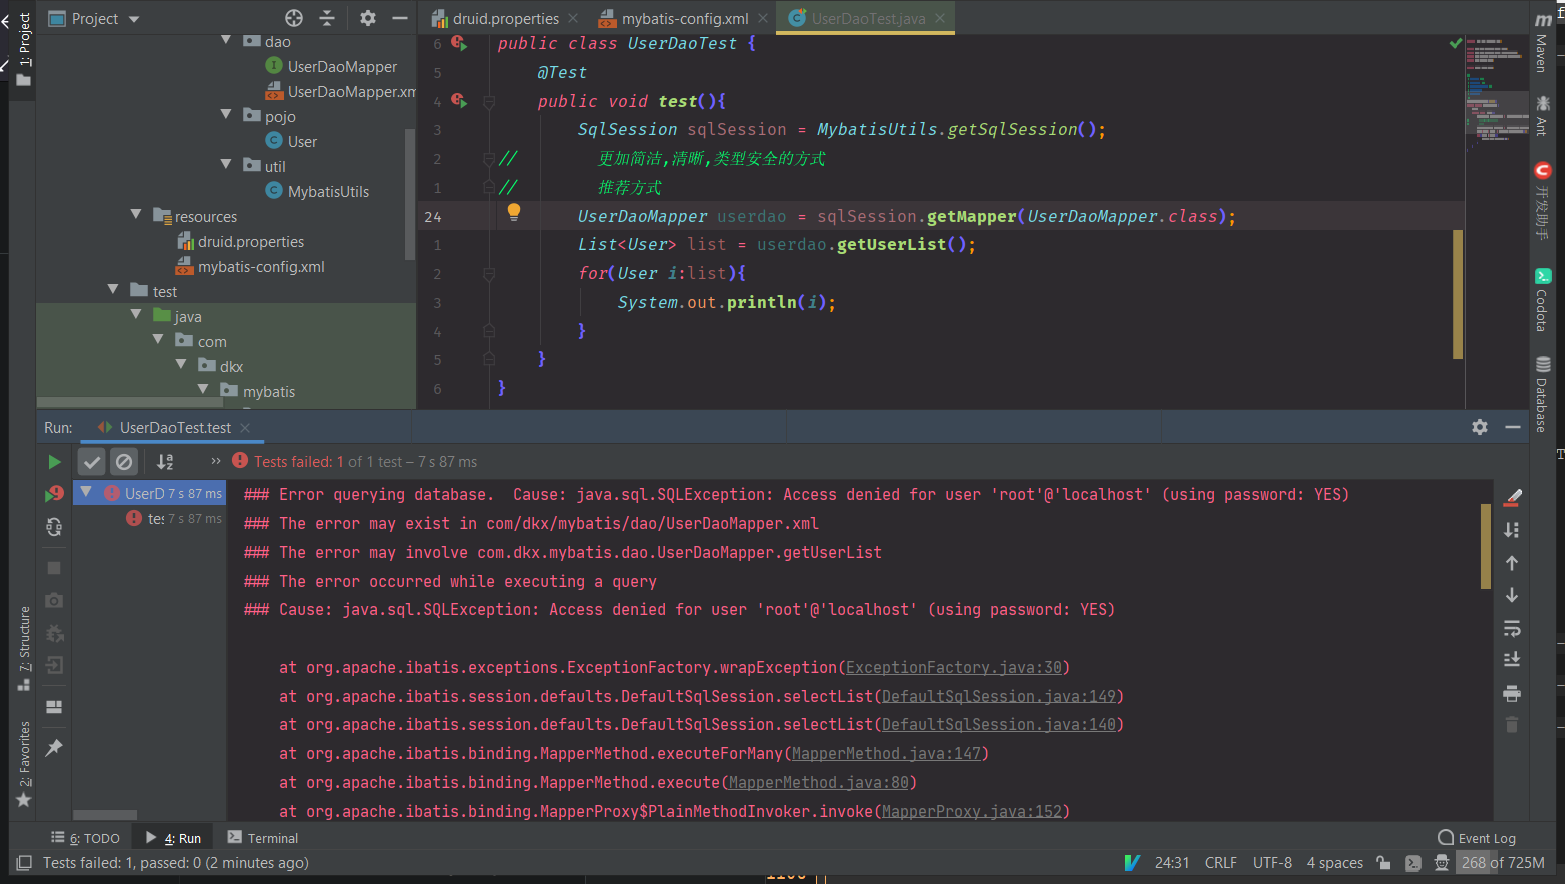 Project
druid.properties
mybatis-config.xml
UserDaoTest.java
1: Project
dao
UserDaoMapper
UserDaoMapper.xm
pojo
User
util
MybatisUtils
resources
druid.properties
mybatis-config.xml
test
java
com
dkx
mybatis
6 public class UserDaoTest {
5 @Test
4 public void test(){
3 SqlSession sqlSession = MybatisUtils.getSqlSession();
2 // 更加简洁,清晰,类型安全的方式
1 // 推荐方式
24 UserDaoMapper userdao = sqlSession.getMapper(UserDaoMapper.class);
1 List<User> list = userdao.getUserList();
2 for(User i:list){
3 System.out.println(i);
4 }
5 }
6 }
Maven
Ant
开发助手
Codota
Database
Run:
UserDaoTest.test
Tests failed: 1 of 1 test – 7 s 87 ms
UserD 7 s 87 ms
tes 7 s 87 ms
### Error querying database.  Cause: java.sql.SQLException: Access denied for user 'root'@'localhost' (using password: YES)
### The error may exist in com/dkx/mybatis/dao/UserDaoMapper.xml
### The error may involve com.dkx.mybatis.dao.UserDaoMapper.getUserList
### The error occurred while executing a query
### Cause: java.sql.SQLException: Access denied for user 'root'@'localhost' (using password: YES)
at org.apache.ibatis.exceptions.ExceptionFactory.wrapException(ExceptionFactory.java:30)
at org.apache.ibatis.session.defaults.DefaultSqlSession.selectList(DefaultSqlSession.java:149)
at org.apache.ibatis.session.defaults.DefaultSqlSession.selectList(DefaultSqlSession.java:140)
at org.apache.ibatis.binding.MapperMethod.executeForMany(MapperMethod.java:147)
at org.apache.ibatis.binding.MapperMethod.execute(MapperMethod.java:80)
at org.apache.ibatis.binding.MapperProxy$PlainMethodInvoker.invoke(MapperProxy.java:152)
7: Structure
2: Favorites
6: TODO
4: Run
Terminal
Event Log
Tests failed: 1, passed: 0 (2 minutes ago)
24:31
CRLF
UTF-8
4 spaces
268 of 725M